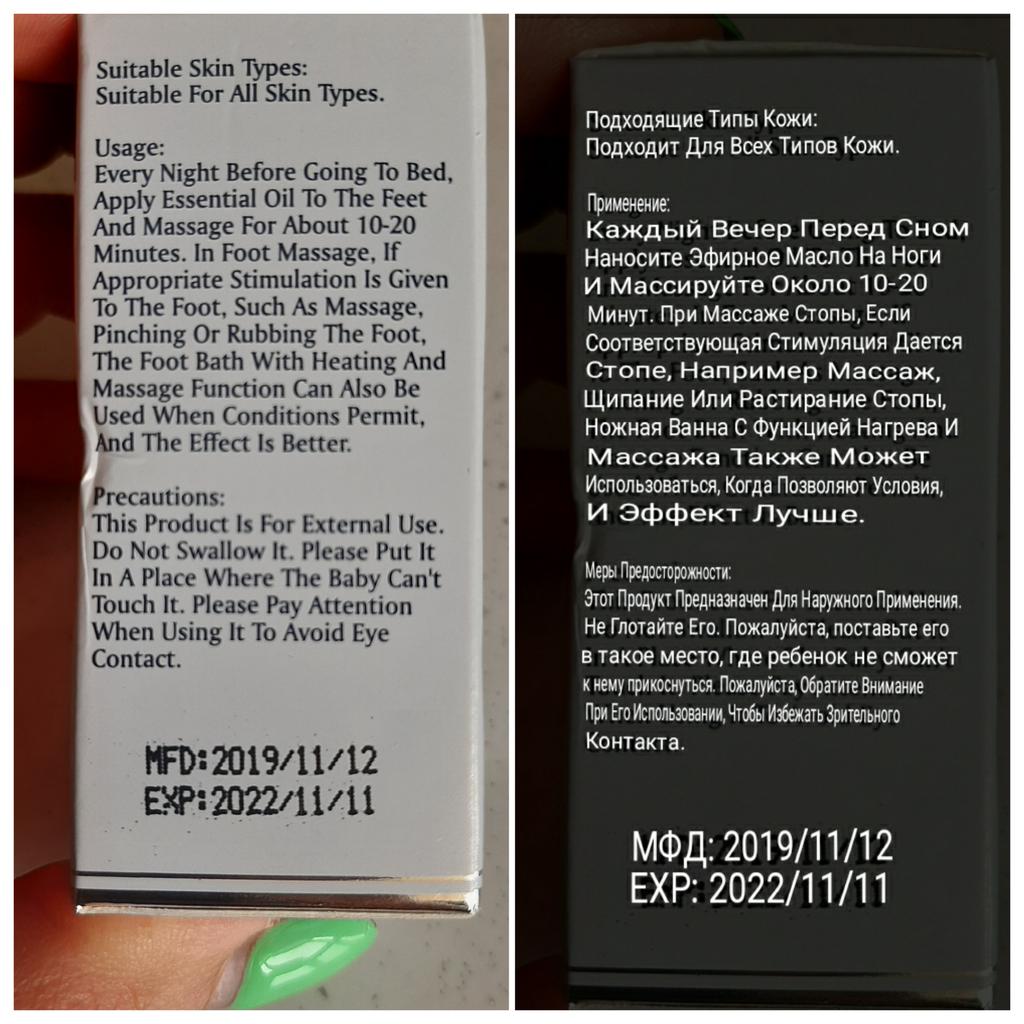 Suitable Skin Types:
Suitable For All Skin Types.
Usage:
Every Night Before Going To Bed,
Apply Essential Oil To The Feet
And Massage For About 10-20
Minutes. In Foot Massage, If
Appropriate Stimulation Is Given
To The Foot, Such As Massage,
Pinching Or Rubbing The Foot,
The Foot Bath With Heating And
Massage Function Can Also Be
Used When Conditions Permit,
And The Effect Is Better.
Precautions:
This Product Is For External Use.
Do Not Swallow It. Please Put It
In A Place Where The Baby Can't
Touch It. Please Pay Attention
When Using It To Avoid Eye
Contact.
MFD:2019/11/12
EXP:2022/11/11
Подходящие Типы Кожи:
Подходит Для Всех Типов Кожи.
Применение:
Каждый Вечер Перед Сном
Наносите Эфирное Масло На Ноги
И Массируйте Около 10-20
Минут. При Массаже Стопы, Если
Соответствующая Стимуляция Дается
Стопе, Например Массаж,
Щипание Или Растирание Стопы,
Ножная Ванна С Функцией Нагрева И
Массажа Также Может
Использоваться, Когда Позволяют Условия,
И Эффект Лучше.
Меры Предосторожности:
Этот Продукт Предназначен Для Наружного Применения.
Не Глотайте Его. Пожалуйста, поставьте его
в такое место, где ребенок не сможет
к нему прикоснуться. Пожалуйста, Обратите Внимание
При Его Использовании, Чтобы Избежать Зрительного
Контакта.
МФД: 2019/11/12
EXP: 2022/11/11